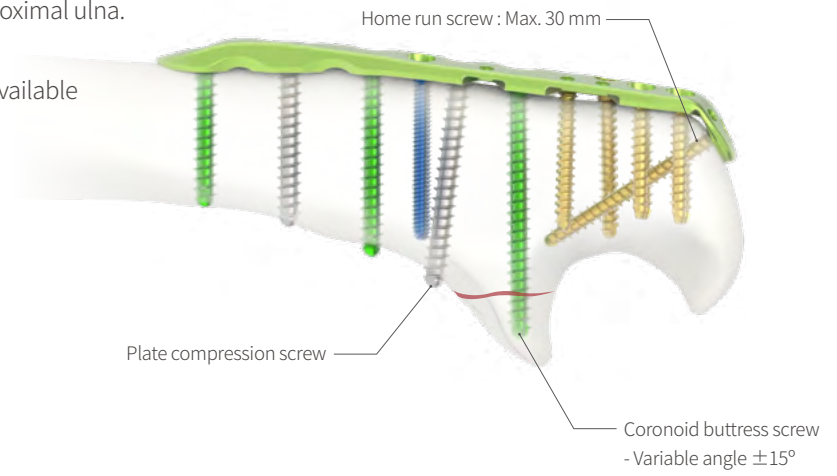 oximal ulna.
Home run screw : Max. 30 mm
vailable
Plate compression screw
Coronoid buttress screw
- Variable angle ±15º